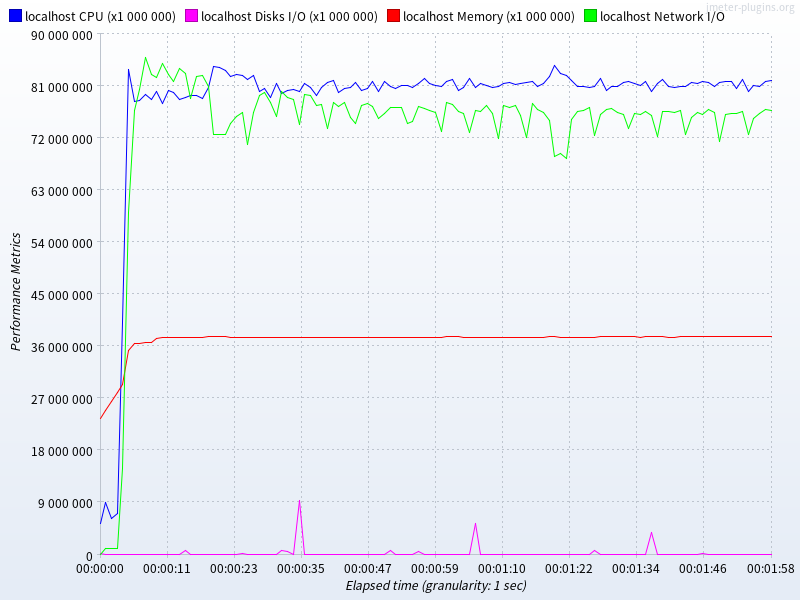 jmeter-plugins.org
localhost CPU (x1 000 000) localhost Disks I/O (x1 000 000) localhost Memory (x1 000 000) localhost Network I/O
90 000 000
81 000 000
72 000 000
63 000 000
54 000 000
45 000 000
36 000 000
27 000 000
18 000 000
9 000 000
0
Performance Metrics
00:00:00 00:00:11 00:00:23 00:00:35 00:00:47 00:00:59 00:01:10 00:01:22 00:01:34 00:01:46 00:01:58
Elapsed time (granularity: 1 sec)